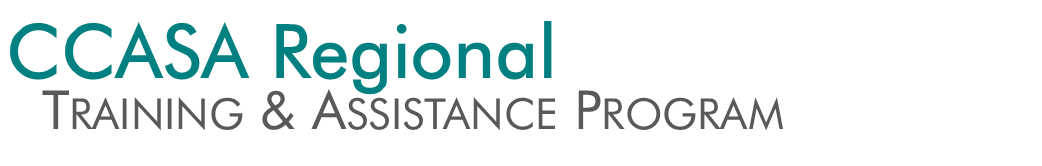 CCASA Regional
TRAINING & ASSISTANCE PROGRAM